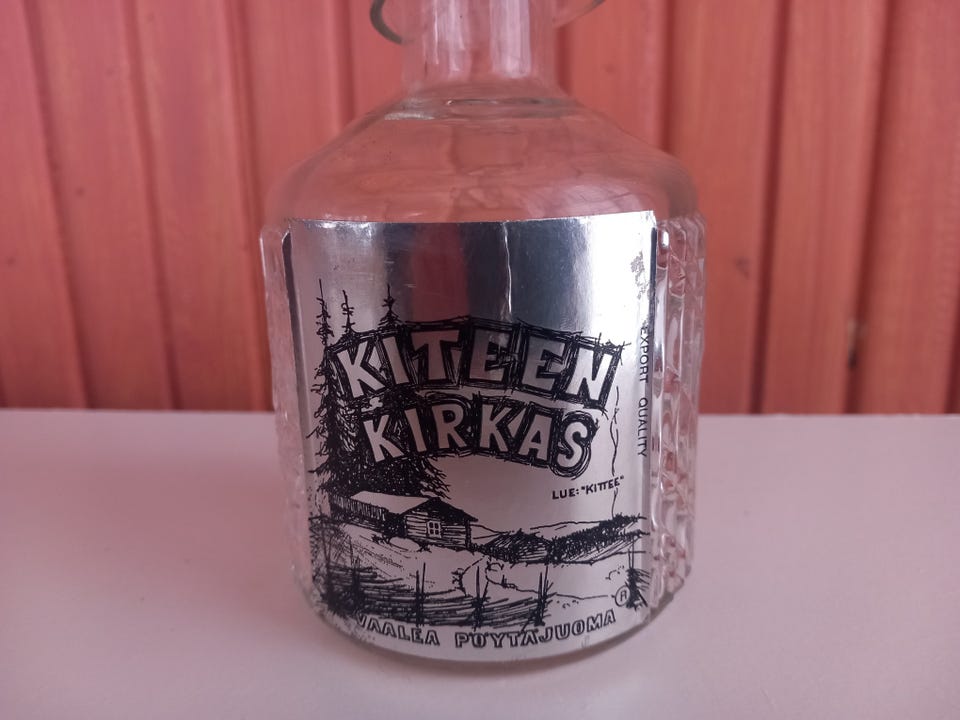 KITEEN
KIRKAS
LUE: "KITTEE"
EXPORT QUALITY
VAALEA PÖYTÄJUOMA ®